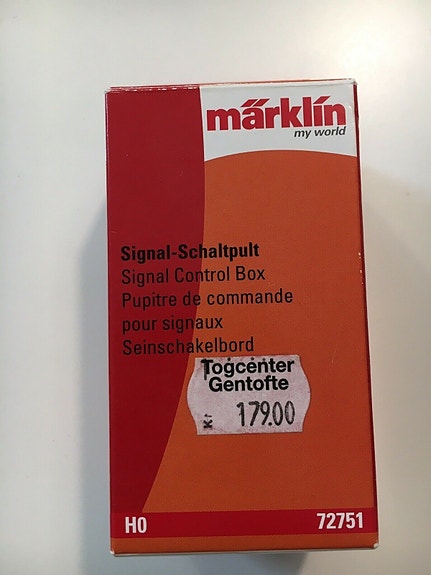 märklin
my world
Signal-Schaltpult
Signal Control Box
Pupitre de commande
pour signaux
Seinschakelbord
Togcenter
Gentofte
Kr 179.00
H0 72751